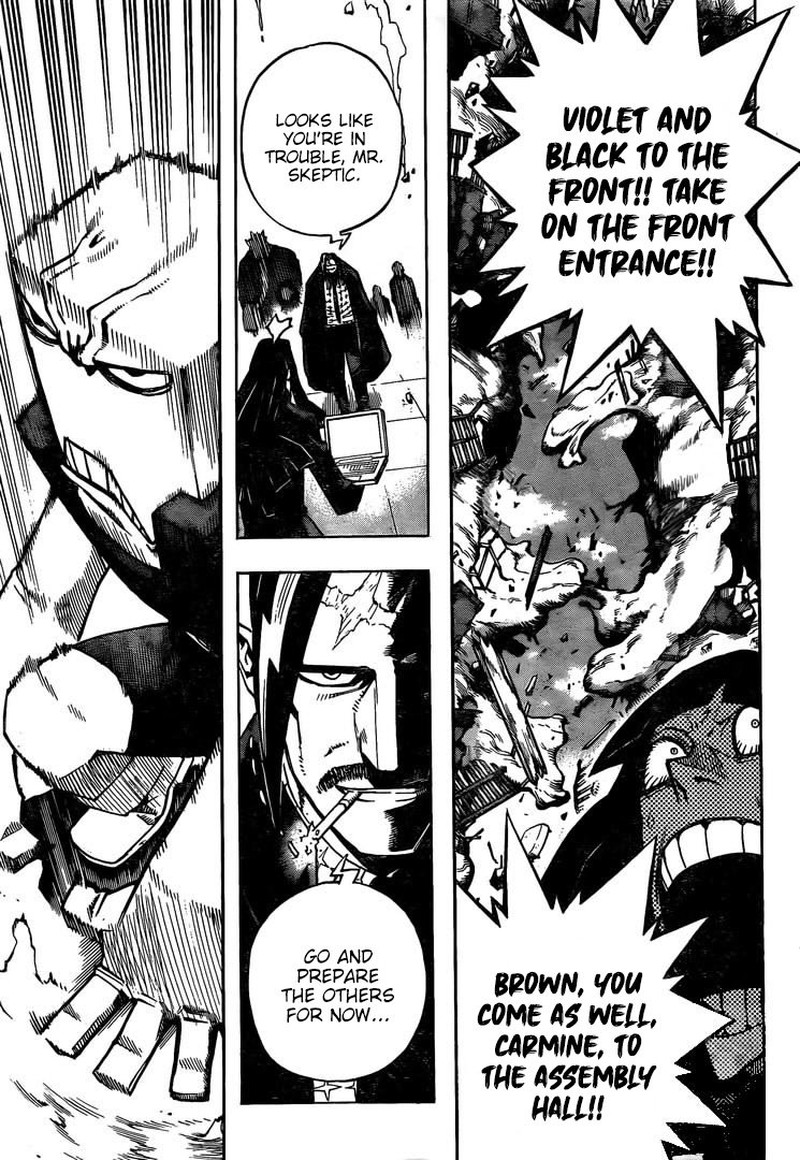 VIOLET AND
BLACK TO THE
FRONT!! TAKE
ON THE FRONT
ENTRANCE!!
BROWN, YOU
COME AS WELL,
CARMINE, TO
THE ASSEMBLY
HALL!!
LOOKS LIKE
YOU'RE IN
TROUBLE, MR.
SKEPTIC.
GO AND
PREPARE
THE OTHERS
FOR NOW...